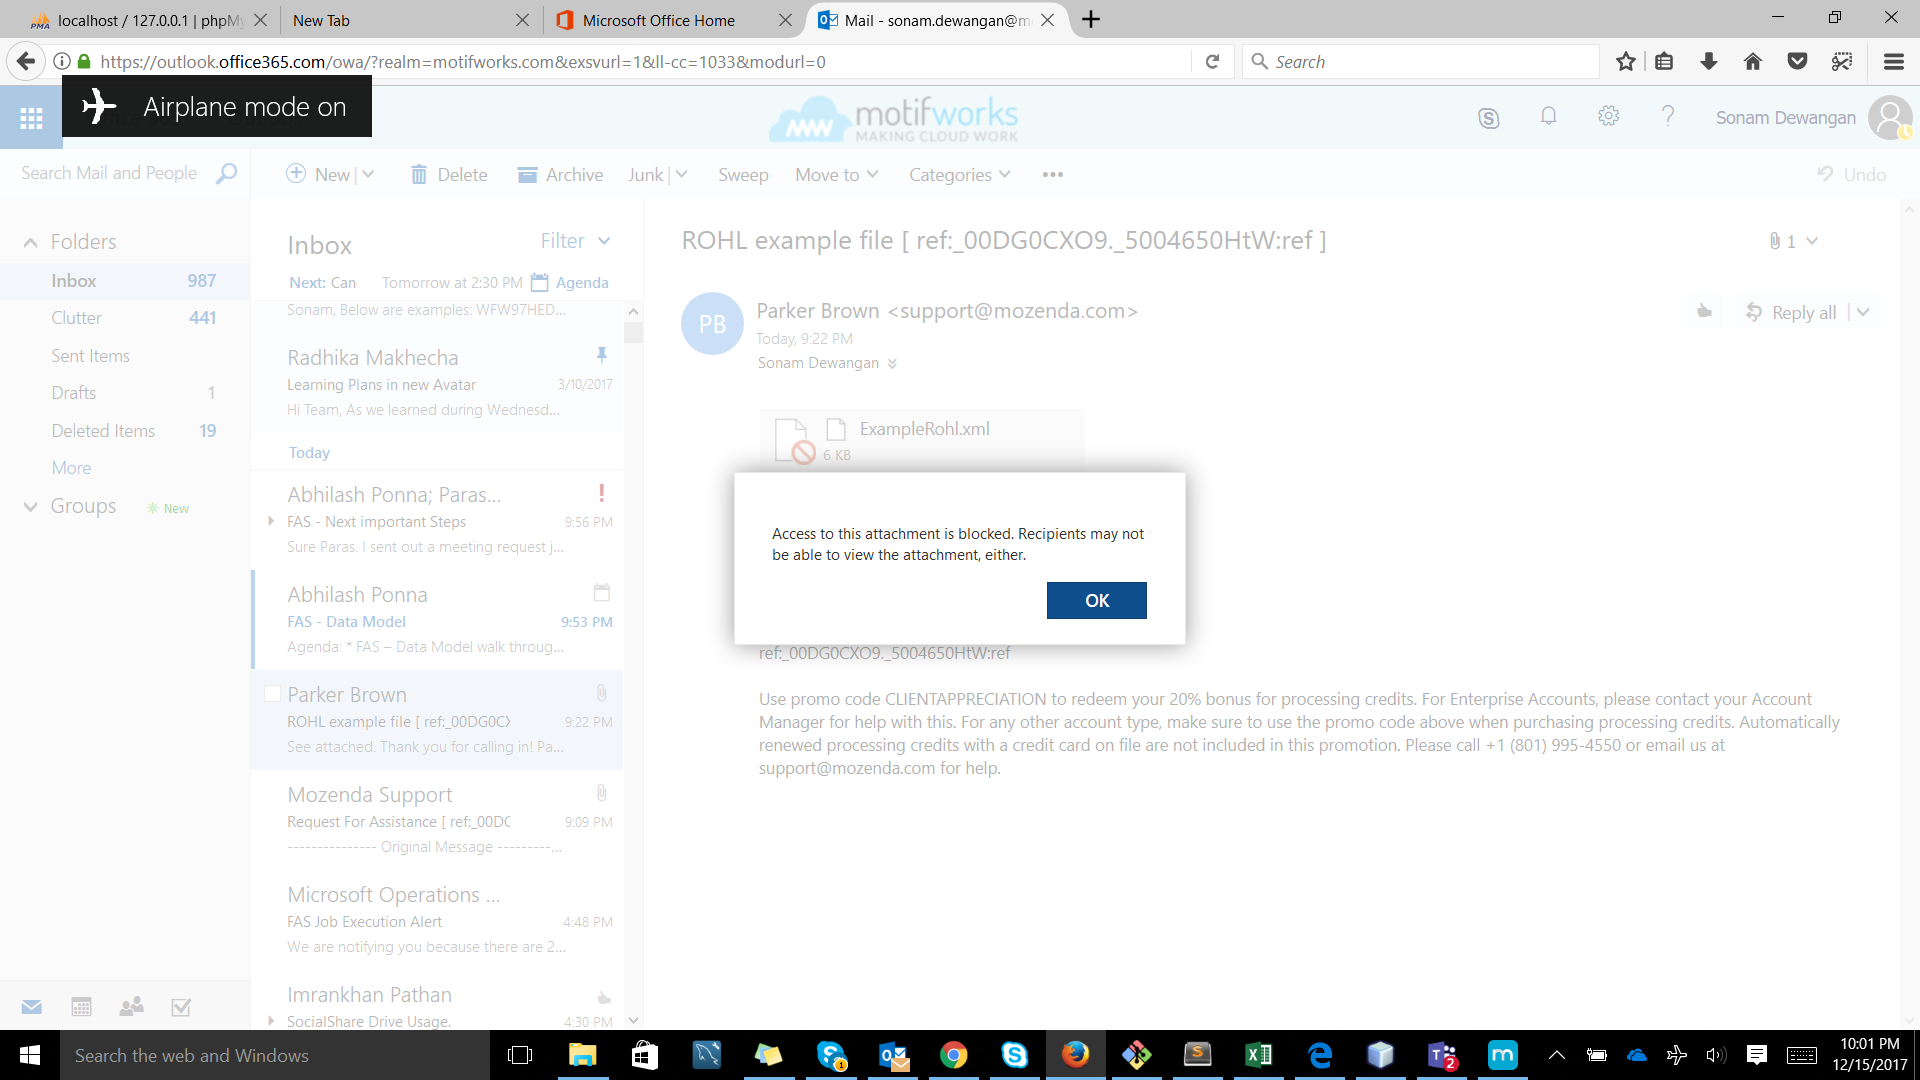 localhost / 127.0.0.1 | phpMy
New Tab
Microsoft Office Home
Mail - sonam.dewangan@m
https://outlook.office365.com/owa/?realm=motifworks.com&exsvurl=1&ll-cc=1033&modurl=0
Search
Airplane mode on
motifworks
MAKING CLOUD WORK
Sonam Dewangan
Search Mail and People
New
Delete
Archive
Junk
Sweep
Move to
Categories
Undo
Folders
Inbox 987
Clutter 441
Sent Items
Drafts 1
Deleted Items 19
More
Groups New
Inbox
Filter
Next: Can Tomorrow at 2:30 PM Agenda
Sonam, Below are examples: WFW97HED...
Radhika Makhecha
Learning Plans in new Avatar 3/10/2017
Hi Team, As we learned during Wednesd...
Today
Abhilash Ponna; Paras...
FAS - Next important Steps 9:56 PM
Sure Paras. I sent out a meeting request j...
Abhilash Ponna
FAS - Data Model 9:53 PM
Agenda: * FAS – Data Model walk throug...
Parker Brown
ROHL example file [ ref:_00DG0CX 9:22 PM
See attached. Thank you for calling in! Pa...
Mozenda Support
Request For Assistance [ ref:_00DG 9:09 PM
--------------- Original Message ---------...
Microsoft Operations ...
FAS Job Execution Alert 4:48 PM
We are notifying you because there are 2...
Imrankhan Pathan
SocialShare Drive Usage. 4:30 PM
ROHL example file [ ref:_00DG0CXO9._5004650HtW:ref ]
1
PB
Parker Brown <support@mozenda.com>
Today, 9:22 PM
Sonam Dewangan
Reply all
ExampleRohl.xml
6 KB
Access to this attachment is blocked. Recipients may not
be able to view the attachment, either.
OK
ref:_00DG0CXO9._5004650HtW:ref
Use promo code CLIENTAPPRECIATION to redeem your 20% bonus for processing credits. For Enterprise Accounts, please contact your Account
Manager for help with this. For any other account type, make sure to use the promo code above when purchasing processing credits. Automatically
renewed processing credits with a credit card on file are not included in this promotion. Please call +1 (801) 995-4550 or email us at
support@mozenda.com for help.
Search the web and Windows
10:01 PM
12/15/2017